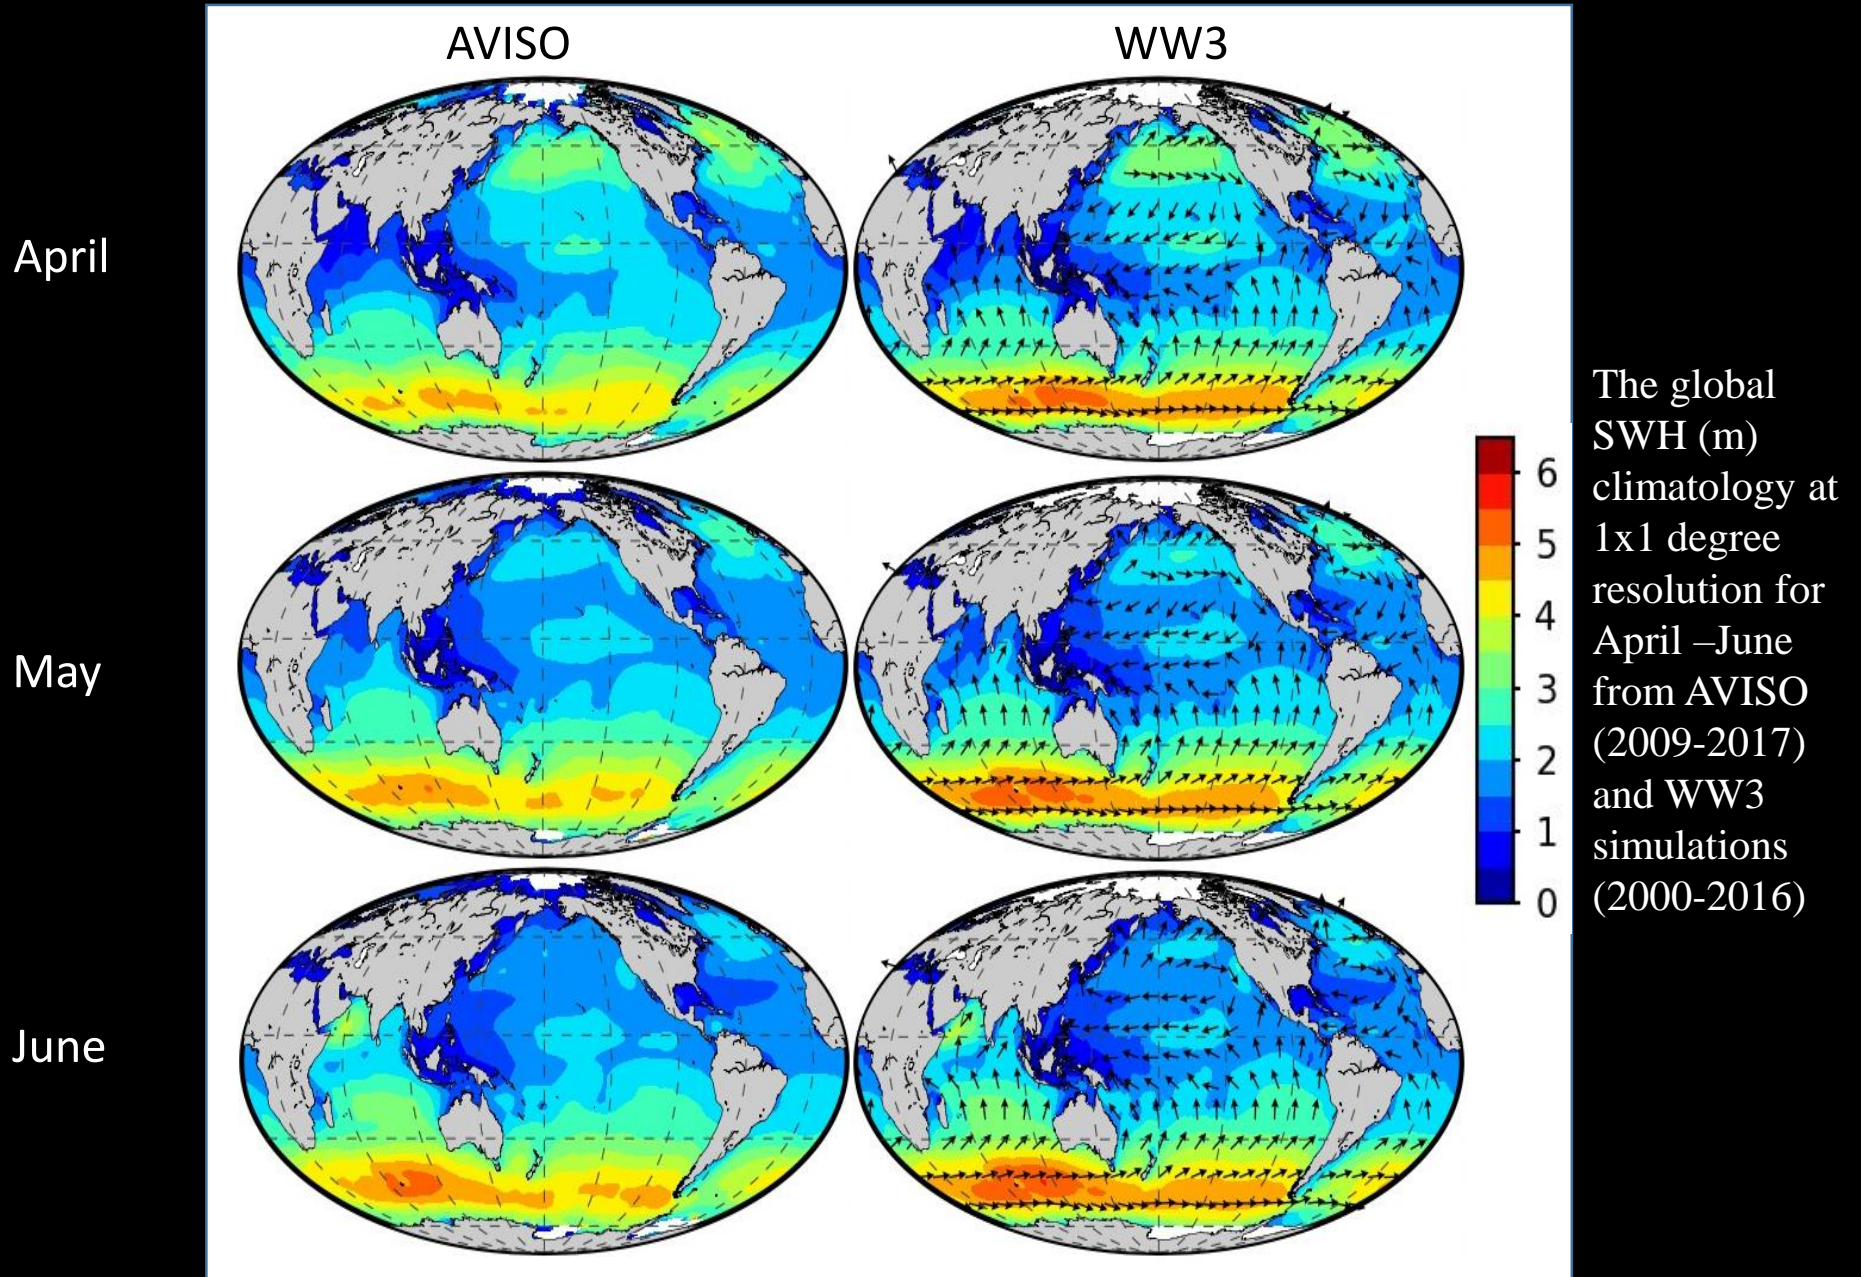 AVISO
WW3
April
May
June
6
5
4
3
2
1
0
The global
SWH (m)
climatology at
1x1 degree
resolution for
April –June
from AVISO
(2009-2017)
and WW3
simulations
(2000-2016)